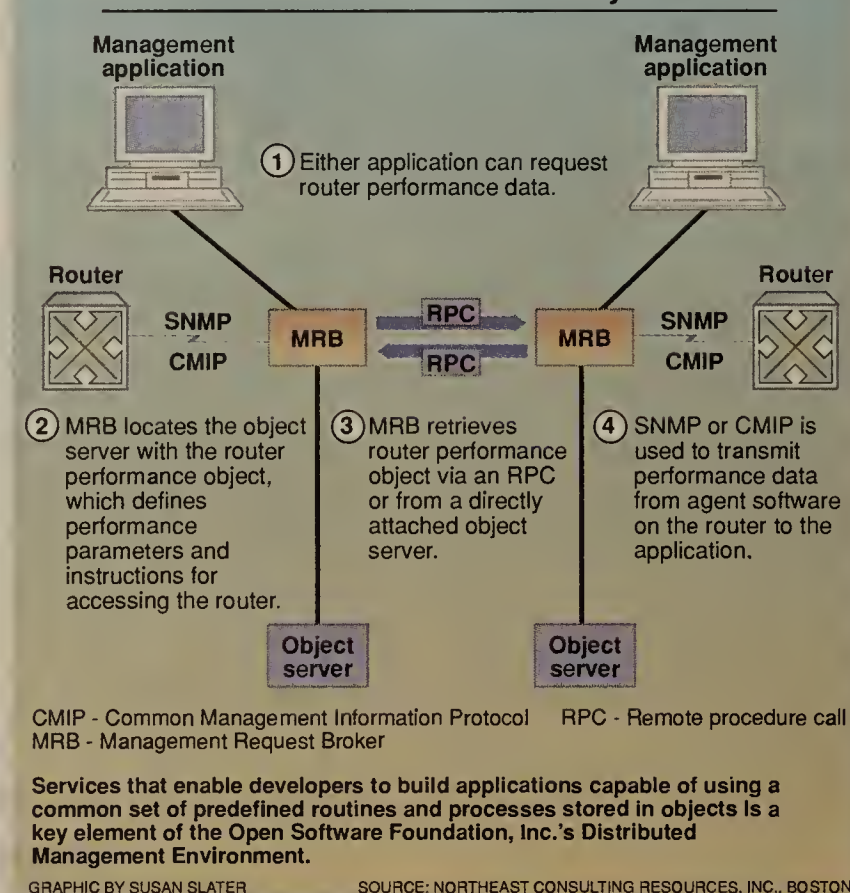 Management
application
Management
application
① Either application can request
router performance data.
Router
Router
SNMP
CMIP
MRB
RPC
RPC
MRB
SNMP
CMIP
② MRB locates the object
server with the router
performance object,
which defines
performance
parameters and
instructions for
accessing the router.
③ MRB retrieves
router performance
object via an RPC
or from a directly
attached object
server.
④ SNMP or CMIP is
used to transmit
performance data
from agent software
on the router to the
application.
Object
server
Object
server
CMIP - Common Management Information Protocol RPC - Remote procedure call
MRB - Management Request Broker
Services that enable developers to build applications capable of using a
common set of predefined routines and processes stored in objects is a
key element of the Open Software Foundation, Inc.'s Distributed
Management Environment.
GRAPHIC BY SUSAN SLATER SOURCE: NORTHEAST CONSULTING RESOURCES, INC., BOSTON